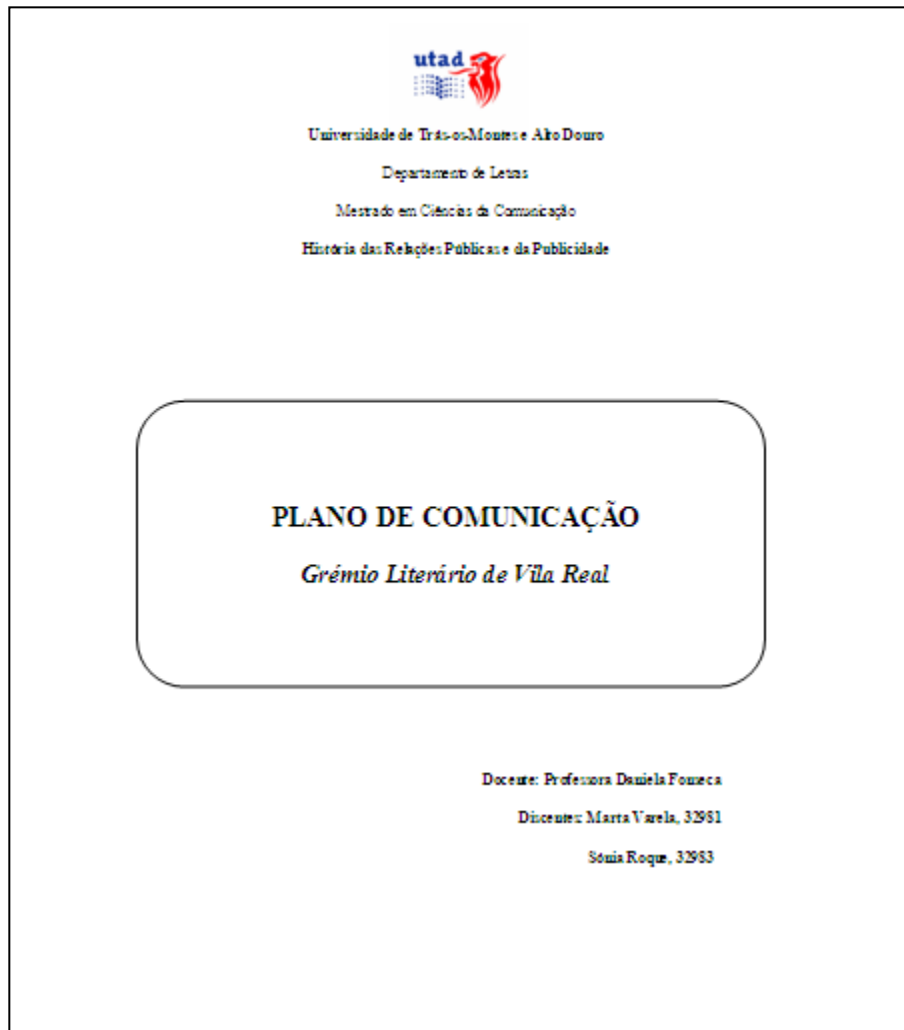 utad
Universidade de Trás-os-Montes e Alto Douro
Departamento de Letras
Mestrado em Ciências da Comunicação
História das Relações Públicas e da Publicidade
PLANO DE COMUNICAÇÃO
Grémio Literário de Vila Real
Docente: Professora Daniela Fonseca
Discentes: Marta Varela, 32981
Sónia Roque, 32983